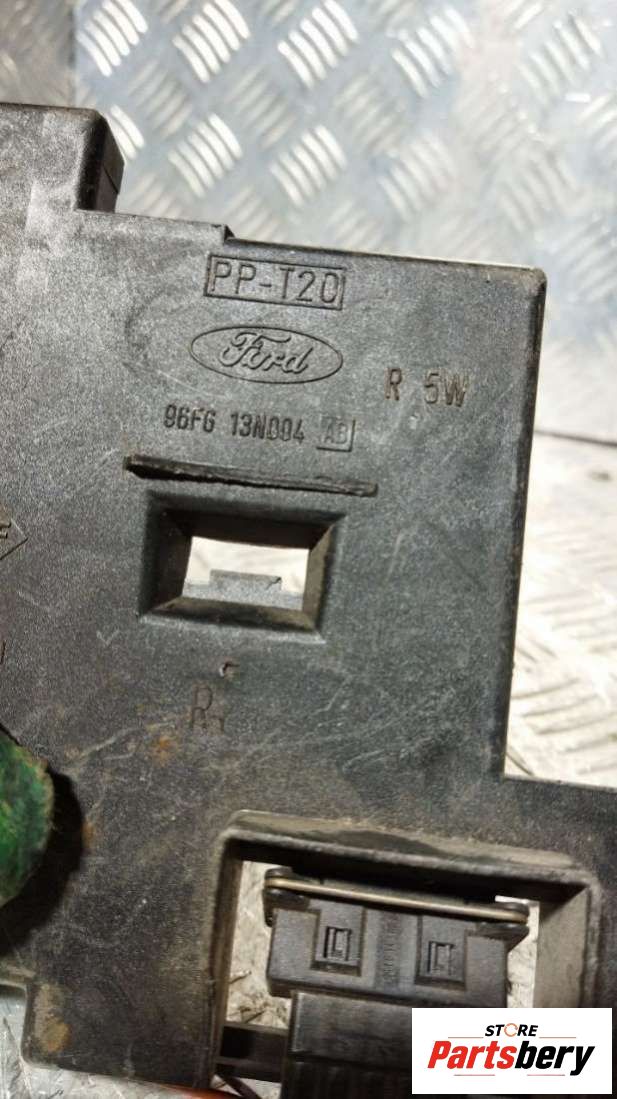 PP-T20
Ford
R 5W
96FG 13N004 AB
R
STORE
Partsbery